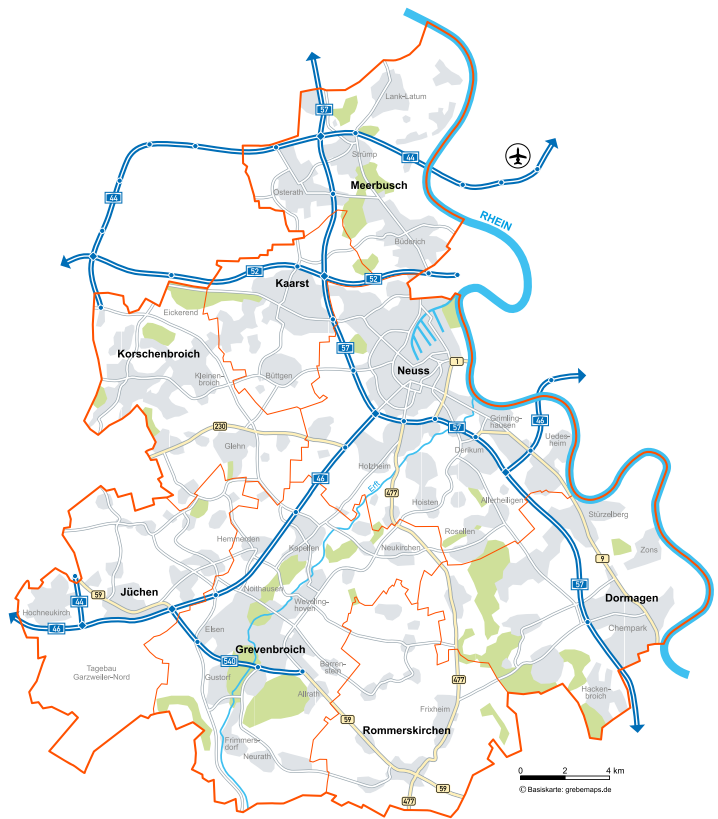 Lank-Latum
57
Strümp
44
Meerbusch
Osterath
44
RHEIN
Büderich
52
52
Kaarst
Eickerend
57
Korschenbroich
1
Neuss
Kleinen-
broich
Büttgen
Grimling-
hausen
46
230
57
Uedes-
heim
Glehn
Derikum
Holzheim
46
Erft
477
Allerheiligen
Hoisten
Stürzelberg
Rosellen
Hemmerden
Kapellen
Neukirchen
Zons
9
57
Noithausen
Jüchen
59
44
Weveling-
hoven
Dormagen
Hochneukirch
46
Elsen
Chempark
Grevenbroich
540
Barren-
stein
Tagebau
Garzweiler-Nord
Gustorf
477
Allrath
Hacken-
broich
Frixheim
59
Rommerskirchen
Frimmers-
dorf
Neurath
0 2 4 km
59
© Basiskarte: grebemaps.de
477